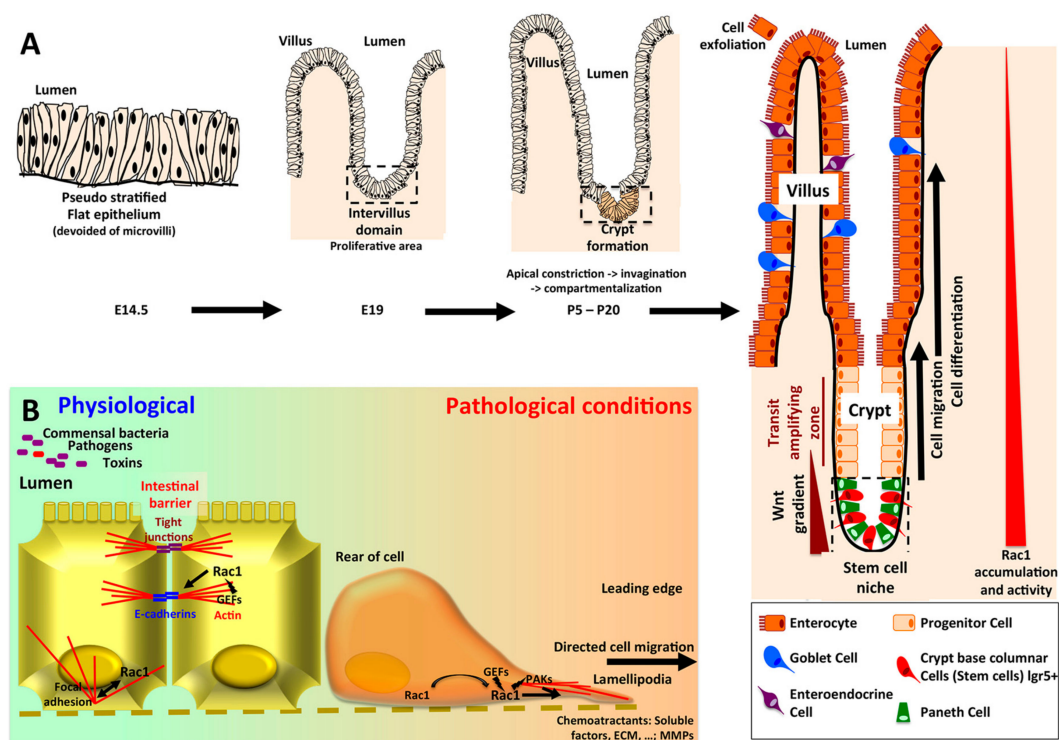 A
Lumen
Pseudo stratified
Flat epithelium
(devoided of microvilli)
Villus
Lumen
Intervillus
domain
Proliferative area
Villus
Lumen
Crypt
formation
Apical constriction -> invagination
-> compartmentalization
E14.5
E19
P5 – P20
Cell
exfoliation
Lumen
Villus
Crypt
Transit
amplifying
zone
Wnt
gradient
Stem cell
niche
Cell migration
Cell differentiation
Rac1
accumulation
and activity
Enterocyte
Progenitor Cell
Goblet Cell
Crypt base columnar
Cells (Stem cells) lgr5+
Enteroendocrine
Cell
Paneth Cell
B
Physiological
Pathological conditions
Commensal bacteria
Pathogens
Toxins
Lumen
Intestinal
barrier
Tight
junctions
Rac1
GEFs
E-cadherins
Actin
Rac1
Focal
adhesion
Rear of cell
Leading edge
Directed cell migration
Lamellipodia
GEFs
PAKs
Rac1
Rac1
Chemoatractants: Soluble
factors, ECM, ...; MMPs